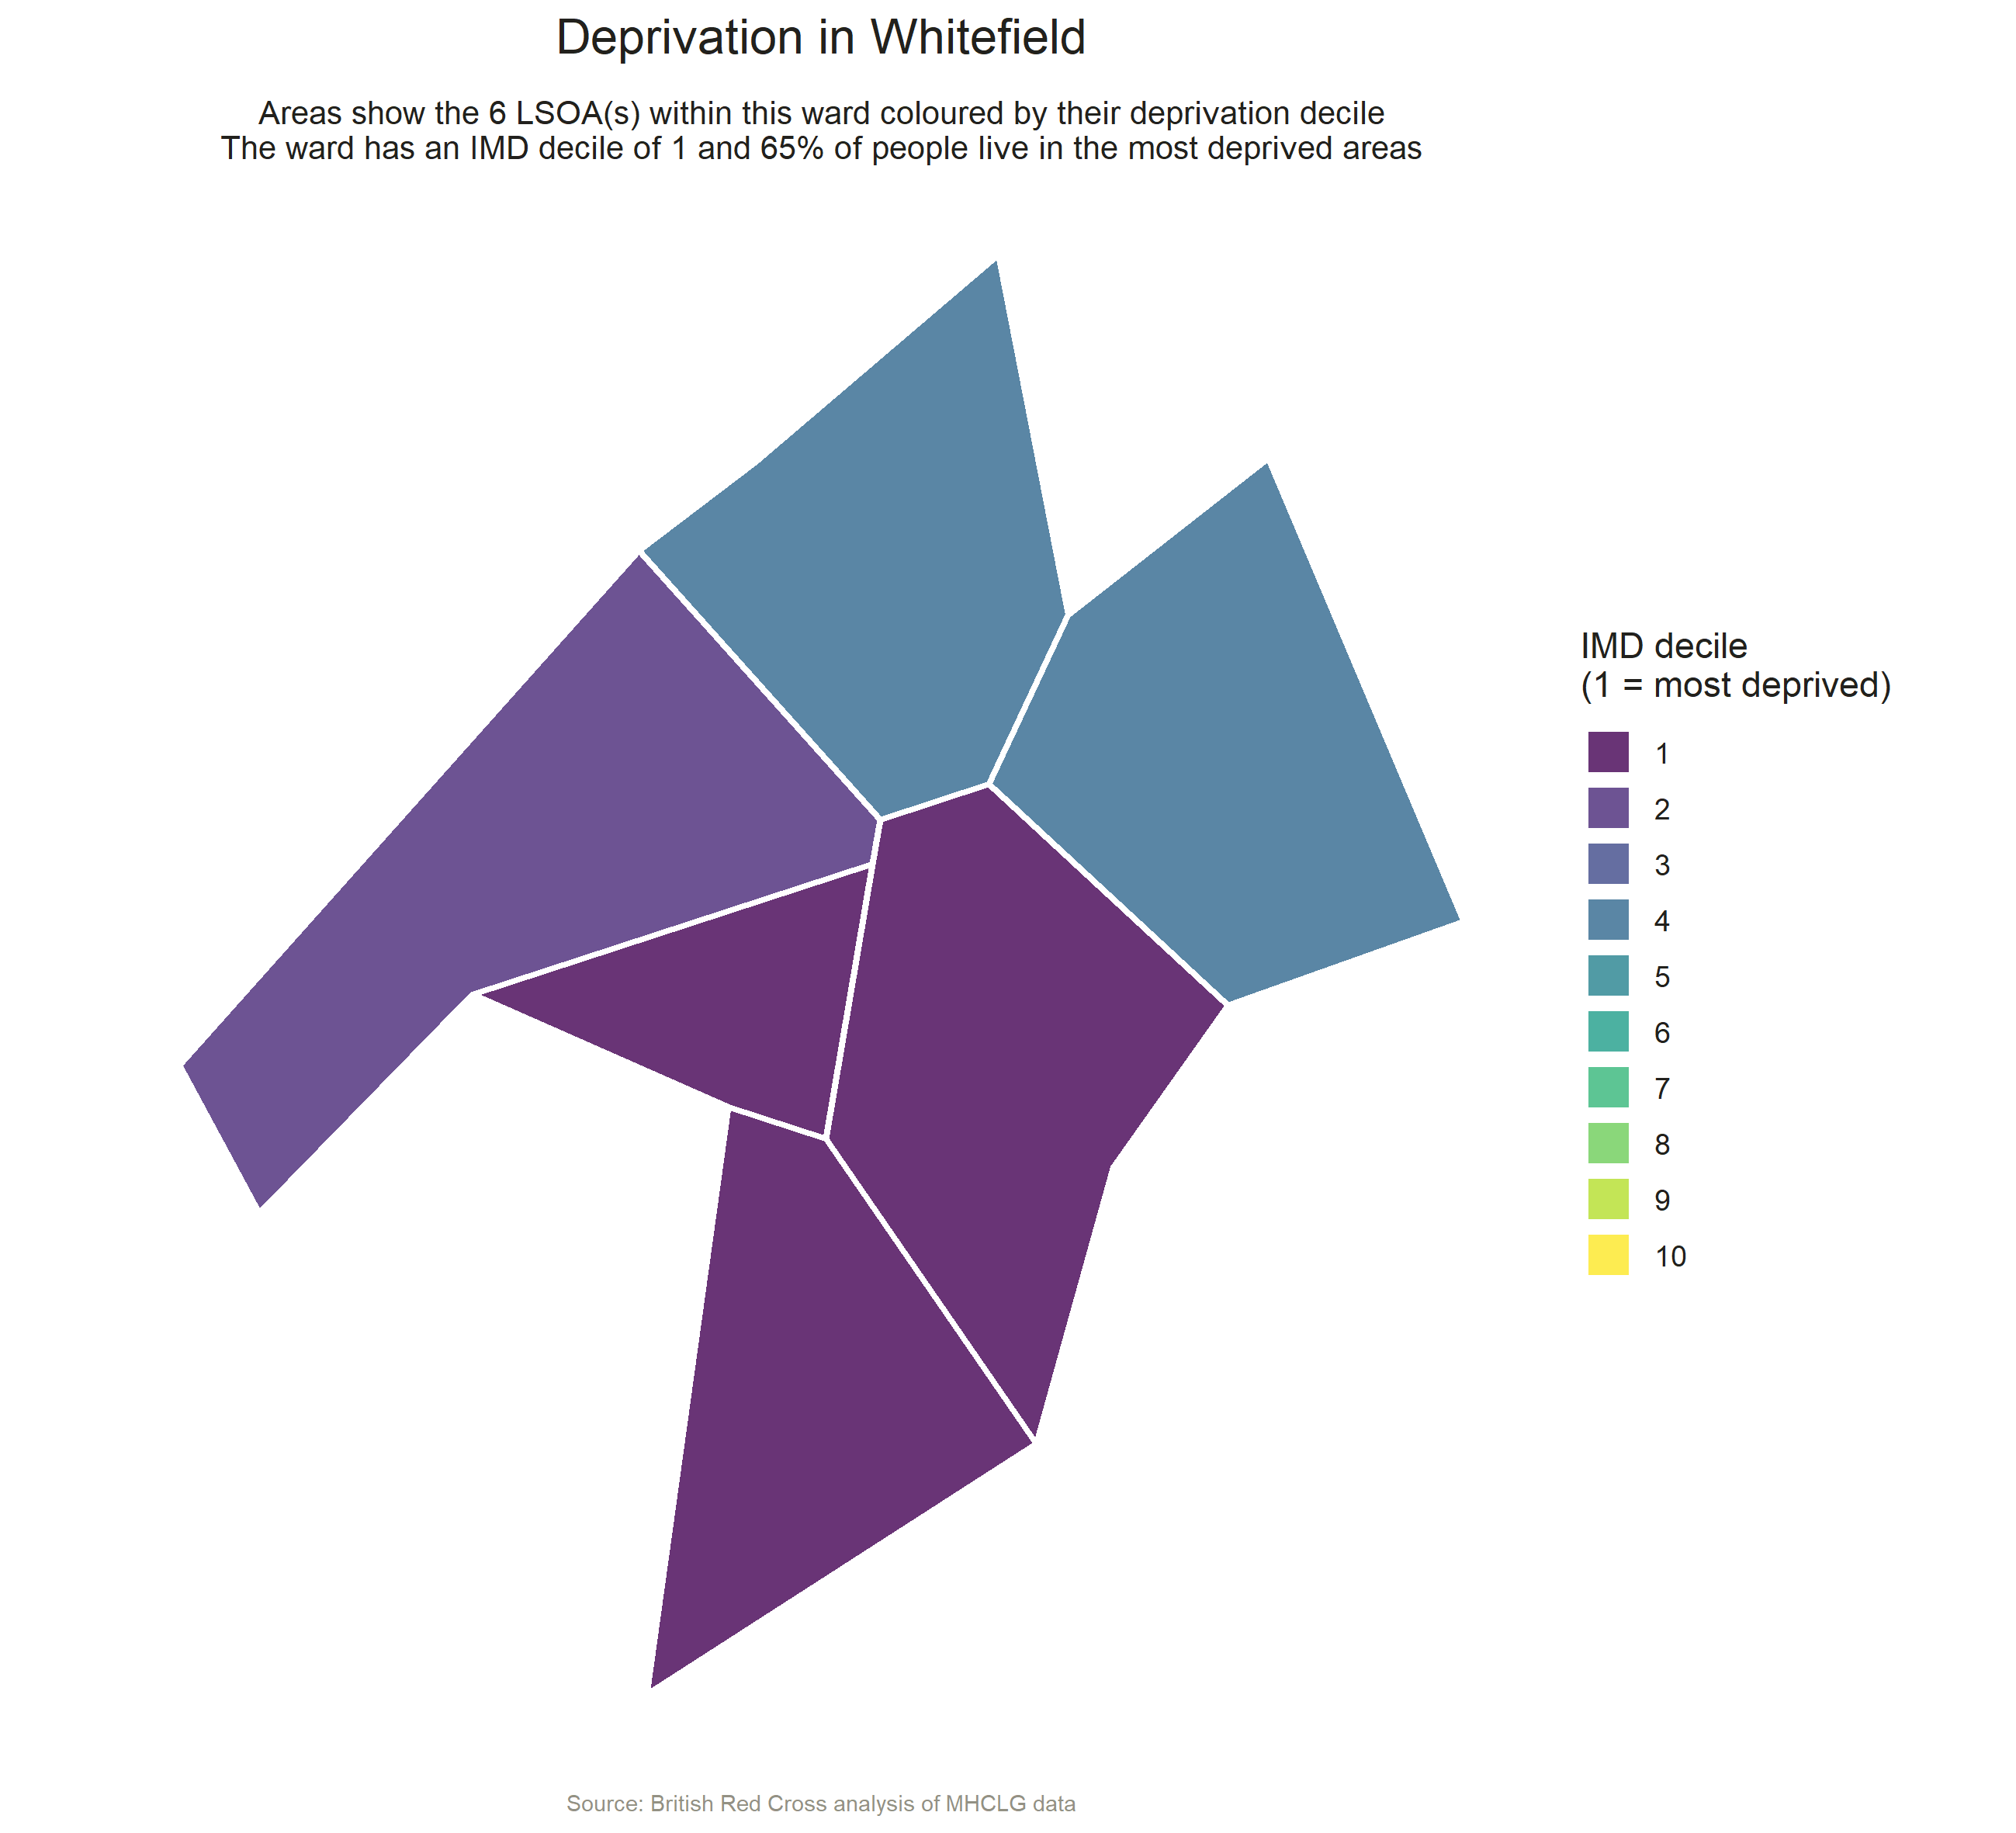 Deprivation in Whitefield
Areas show the 6 LSOA(s) within this ward coloured by their deprivation decile
The ward has an IMD decile of 1 and 65% of people live in the most deprived areas
IMD decile
(1 = most deprived)
1
2
3
4
5
6
7
8
9
10
Source: British Red Cross analysis of MHCLG data